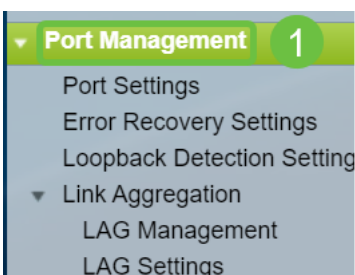 Port Management 1
Port Settings
Error Recovery Settings
Loopback Detection Setting
Link Aggregation
LAG Management
LAG Settings